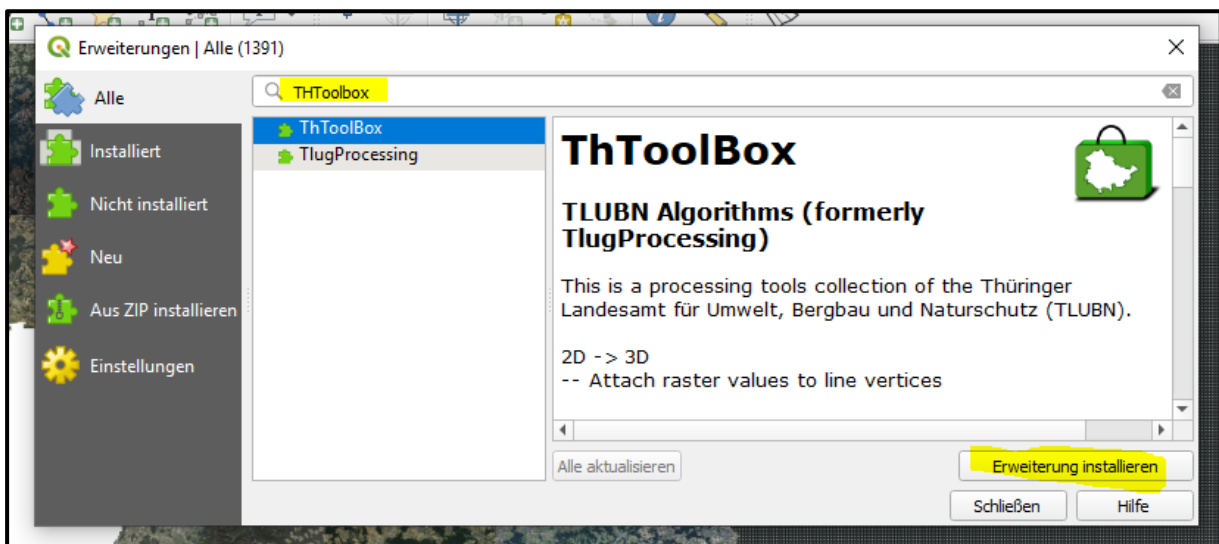 Erweiterungen | Alle (1391)
Alle
THToolbox
Installiert
Nicht installiert
Neu
Aus ZIP installieren
Einstellungen
ThToolBox
TlugProcessing
ThToolBox
TLUBN Algorithms (formerly
TlugProcessing)
This is a processing tools collection of the Thüringer
Landesamt für Umwelt, Bergbau und Naturschutz (TLUBN).
2D -> 3D
-- Attach raster values to line vertices
Alle aktualisieren
Erweiterung installieren
Schließen
Hilfe